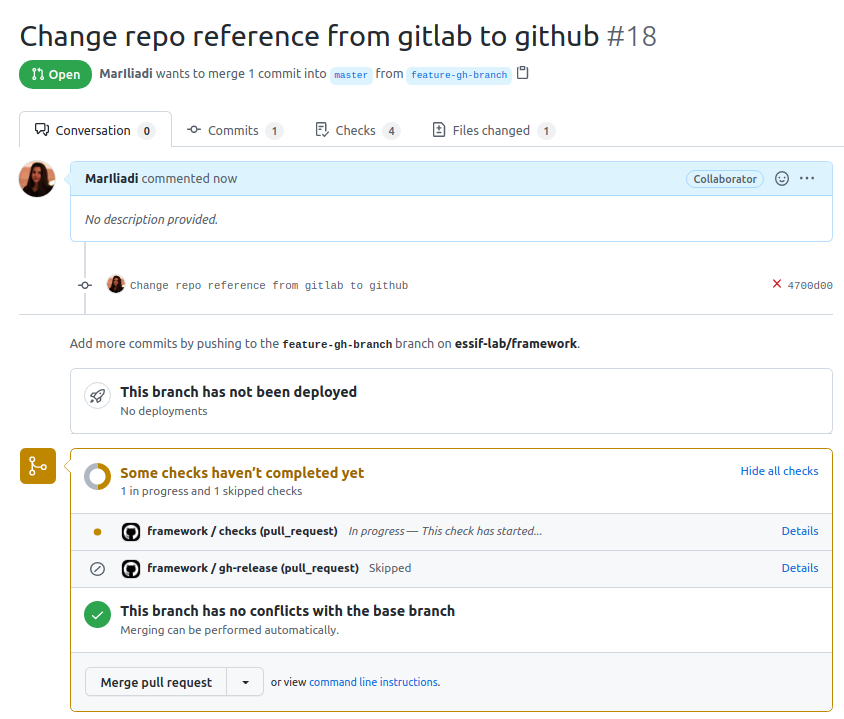 Change repo reference from gitlab to github #18
Open MarIliadi wants to merge 1 commit into master from feature-gh-branch
Conversation 0 Commits 1 Checks 4 Files changed 1
MarIliadi commented now Collaborator
No description provided.
Change repo reference from gitlab to github 4700d00
Add more commits by pushing to the feature-gh-branch branch on essif-lab/framework.
This branch has not been deployed
No deployments
Some checks haven’t completed yet Hide all checks
1 in progress and 1 skipped checks
framework / checks (pull_request) In progress — This check has started... Details
framework / gh-release (pull_request) Skipped Details
This branch has no conflicts with the base branch
Merging can be performed automatically.
Merge pull request or view command line instructions.